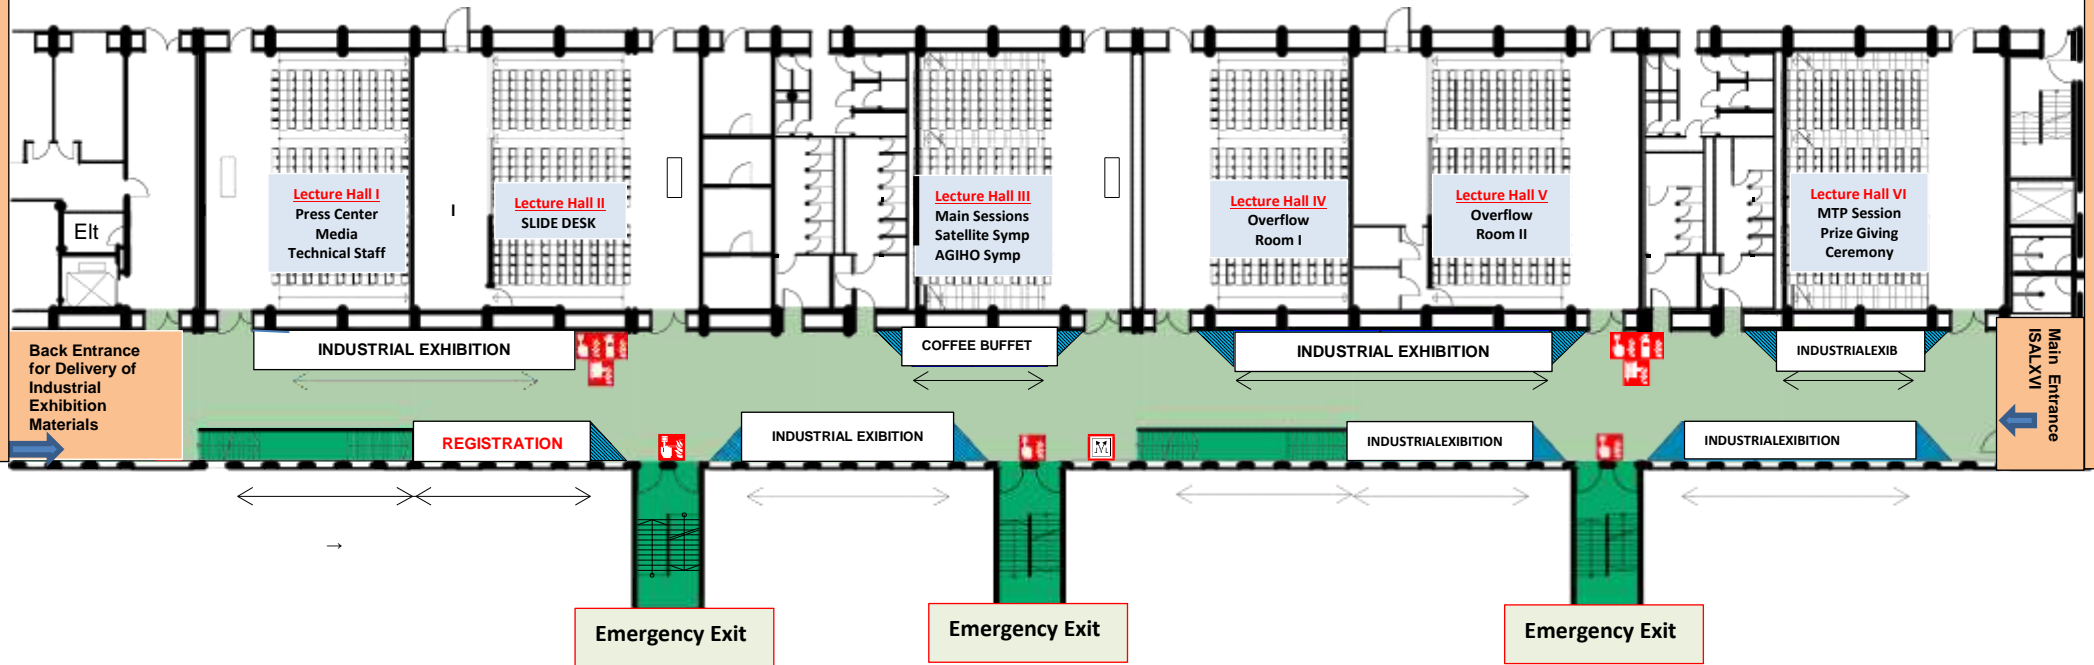 Lecture Hall I
Press Center
Media
Technical Staff
I
Lecture Hall II
SLIDE DESK
Lecture Hall III
Main Sessions
Satellite Symp
AGIHO Symp
Lecture Hall IV
Overflow
Room I
Lecture Hall V
Overflow
Room II
Lecture Hall VI
MTP Session
Prize Giving
Ceremony
Elt
Back Entrance
for Delivery of
Industrial
Exhibition
Materials
INDUSTRIAL EXHIBITION
COFFEE BUFFET
INDUSTRIAL EXHIBITION
INDUSTRIALEXIB
Main Entrance
ISALXVI
REGISTRATION
INDUSTRIAL EXIBITION
INDUSTRIALEXIBITION
INDUSTRIALEXIBITION
Emergency Exit
Emergency Exit
Emergency Exit